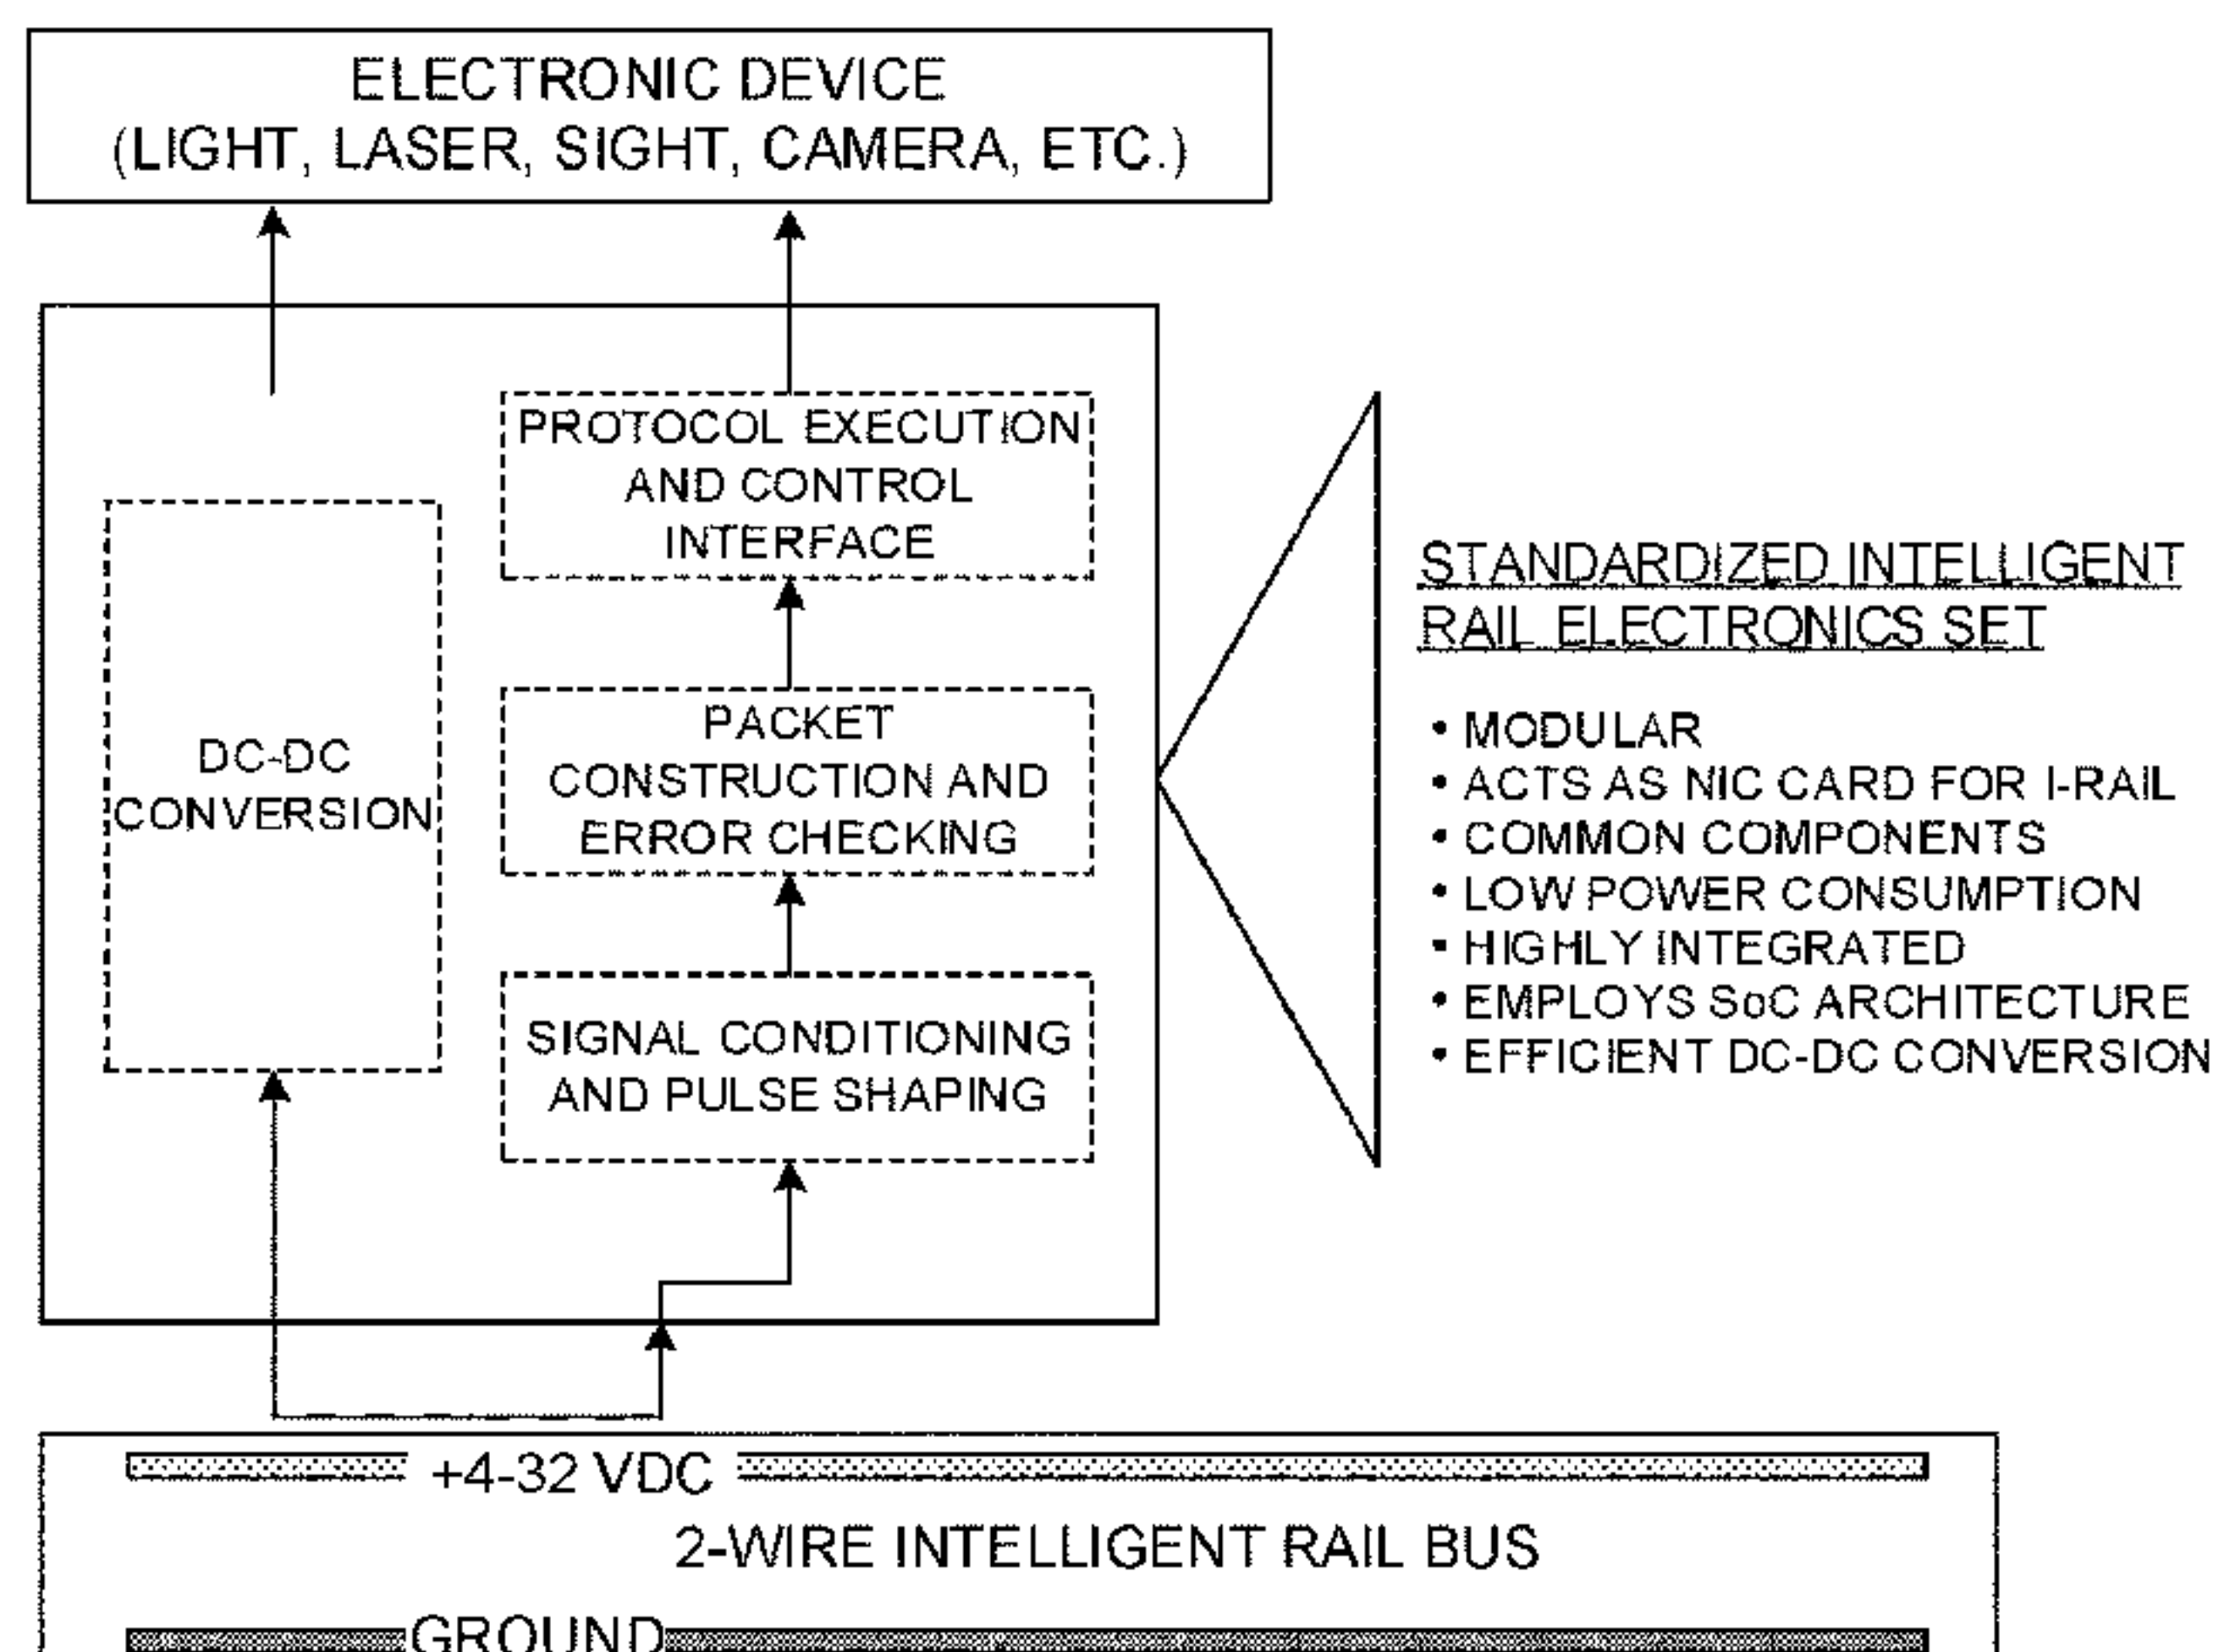 ELECTRONIC DEVICE
(LIGHT, LASER, SIGHT, CAMERA, ETC.)
PROTOCOL EXECUTION
AND CONTROL
INTERFACE
DC-DC
CONVERSION
PACKET
CONSTRUCTION AND
ERROR CHECKING
SIGNAL CONDITIONING
AND PULSE SHAPING
STANDARDIZED INTELLIGENT
RAIL ELECTRONICS SET
• MODULAR
• ACTS AS NIC CARD FOR I-RAIL
• COMMON COMPONENTS
• LOW POWER CONSUMPTION
• HIGHLY INTEGRATED
• EMPLOYS SoC ARCHITECTURE
• EFFICIENT DC-DC CONVERSION
+4-32 VDC
2-WIRE INTELLIGENT RAIL BUS
GROUND